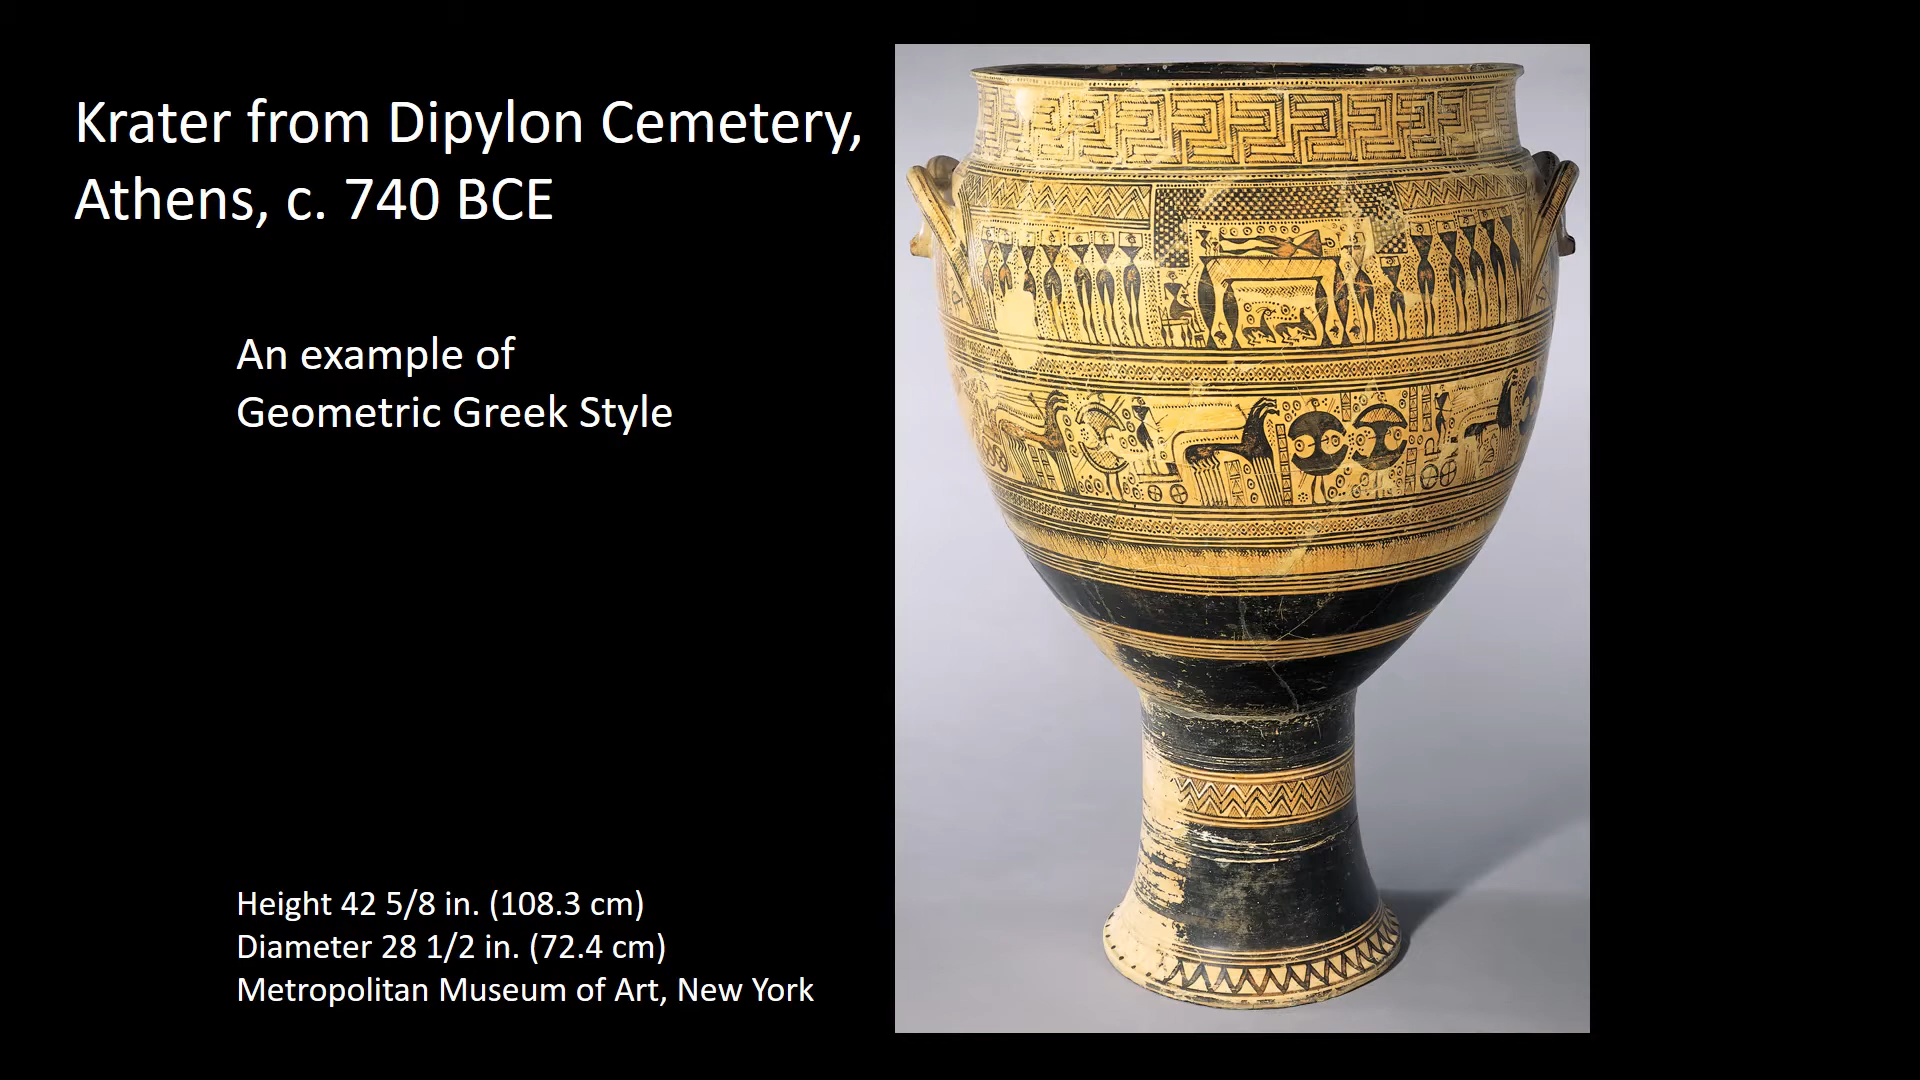 Krater from Dipylon Cemetery,
Athens, c. 740 BCE
An example of
Geometric Greek Style
Height 42 5/8 in. (108.3 cm)
Diameter 28 1/2 in. (72.4 cm)
Metropolitan Museum of Art, New York